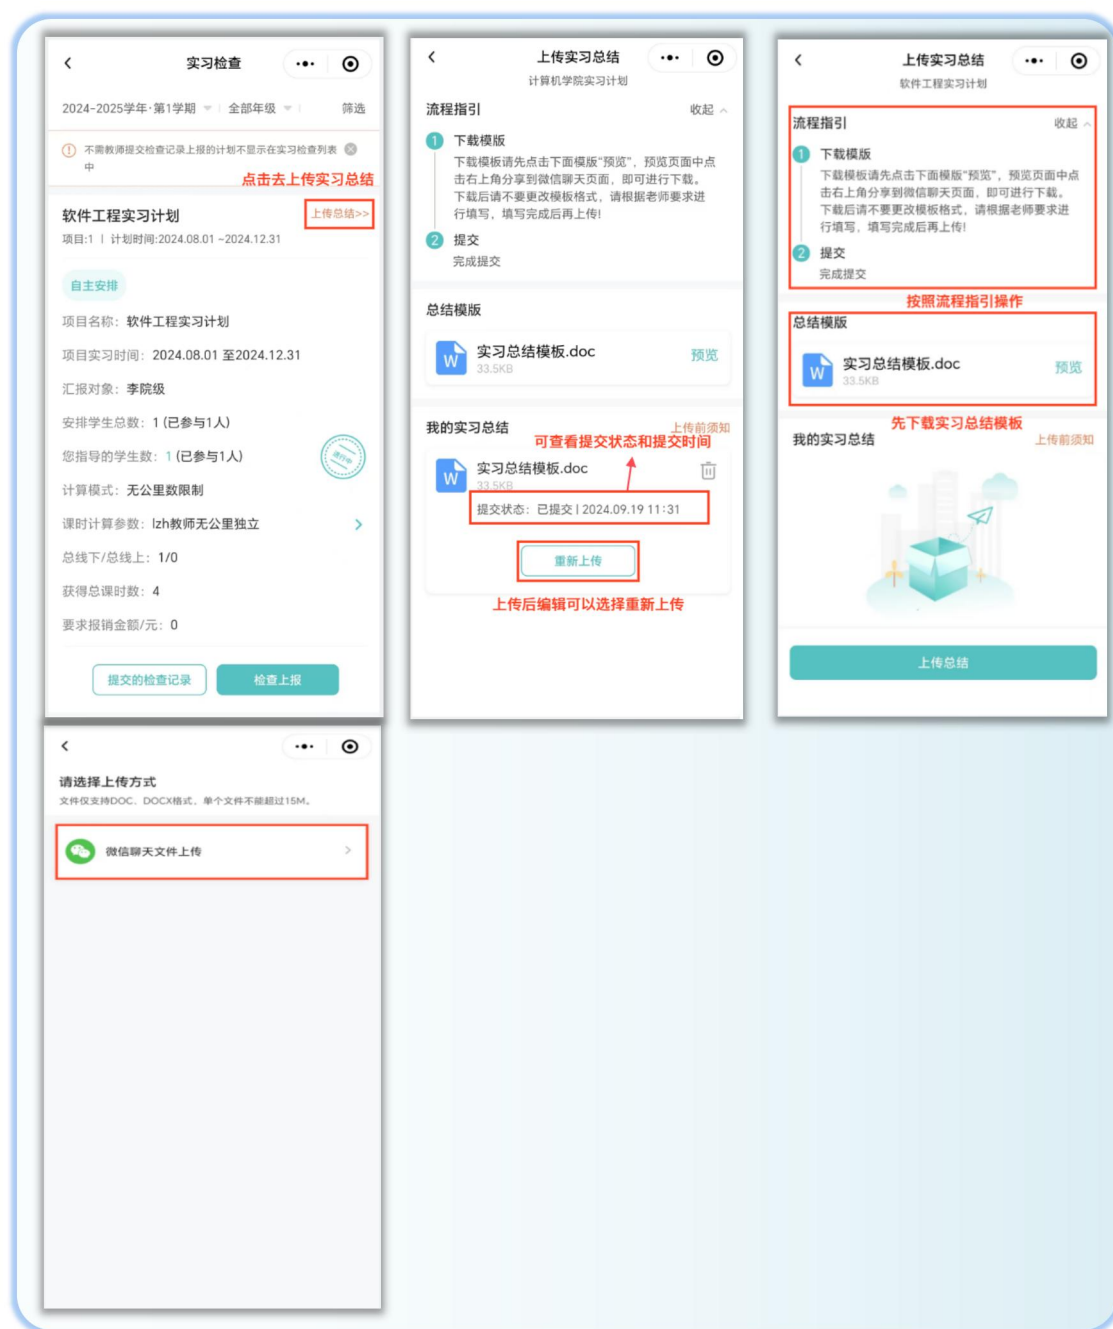 实习检查
2024-2025学年·第1学期
全部年级
筛选
不需教师提交检查记录上报的计划不显示在实习检查列表
中
点击去上传实习总结
软件工程实习计划
上传总结>>
项目:1 | 计划时间:2024.08.01 ~2024.12.31
自主安排
项目名称：软件工程实习计划
项目实习时间：2024.08.01 至2024.12.31
汇报对象：李院级
安排学生总数：1 (已参与1人)
您指导的学生数：1 (已参与1人)
进行中
计算模式：无公里数限制
课时计算参数：lzh教师无公里独立
总线下/总线上：1/0
获得总课时数：4
要求报销金额/元：0
提交的检查记录
检查上报
上传实习总结
计算机学院实习计划
流程指引
收起
1 下载模版
下载模板请先点击下面模版“预览”，预览页面中点
击右上角分享到微信聊天页面，即可进行下载。
下载后请不要更改模板格式，请根据老师要求进
行填写，填写完成后再上传!
2 提交
完成提交
总结模版
W
实习总结模板.doc
33.5KB
预览
我的实习总结
上传前须知
可查看提交状态和提交时间
W
实习总结模板.doc
33.5KB
提交状态：已提交 | 2024.09.19 11:31
重新上传
上传后编辑可以选择重新上传
上传实习总结
软件工程实习计划
流程指引
收起
1 下载模版
下载模板请先点击下面模版“预览”，预览页面中点
击右上角分享到微信聊天页面，即可进行下载。
下载后请不要更改模板格式，请根据老师要求进
行填写，填写完成后再上传!
2 提交
完成提交
按照流程指引操作
总结模版
W
实习总结模板.doc
33.5KB
预览
先下载实习总结模板
我的实习总结
上传前须知
上传总结
请选择上传方式
文件仅支持DOC、DOCX格式，单个文件不能超过15M。
微信聊天文件上传